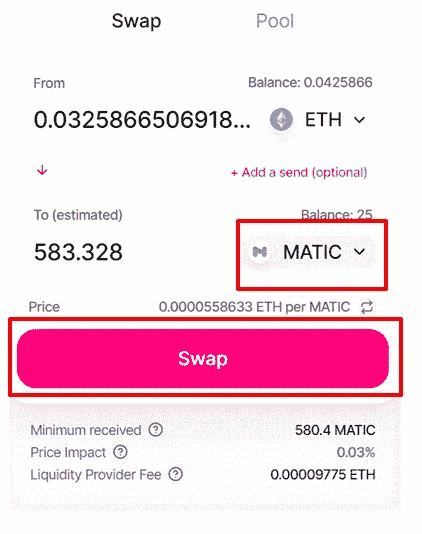 Swap Pool
From Balance: 0.0425866
0.0325866506918... ETH
+ Add a send (optional)
To (estimated) Balance: 25
583.328 MATIC
Price 0.0000558633 ETH per MATIC
Swap
Minimum received ? 580.4 MATIC
Price Impact ? 0.03%
Liquidity Provider Fee ? 0.00009775 ETH